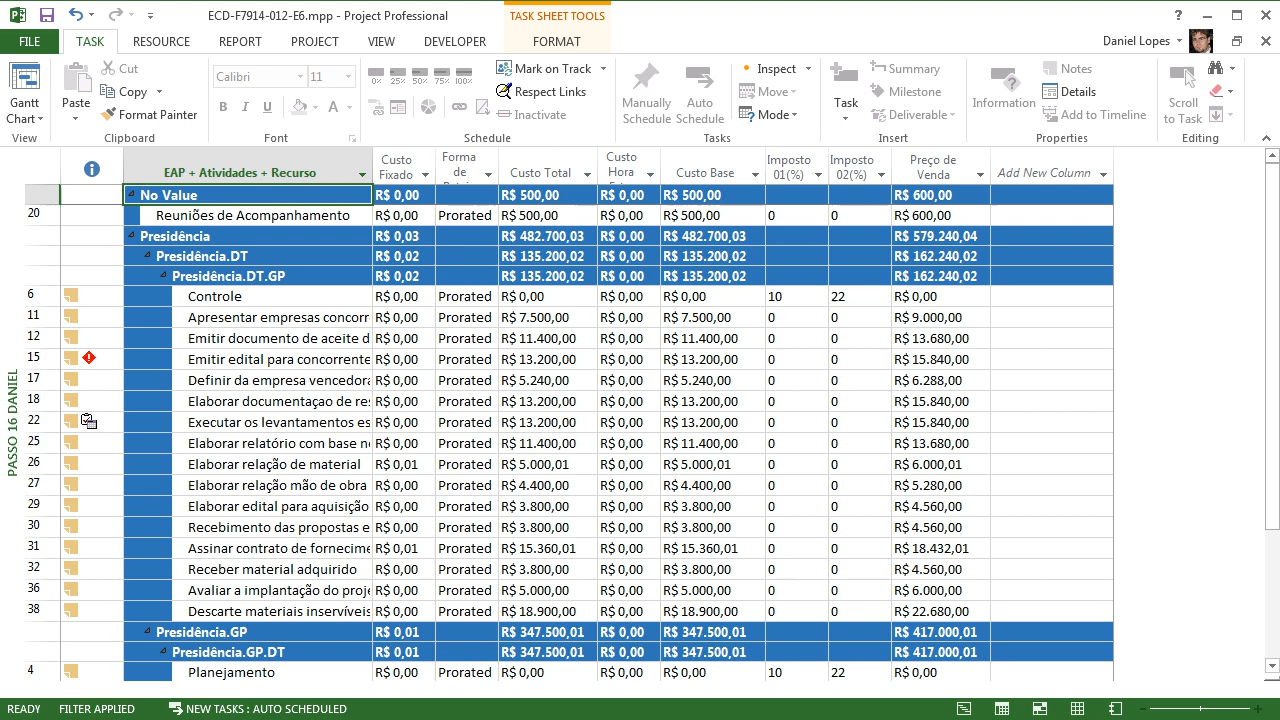 ECD-F7914-012-E6.mpp - Project Professional
TASK SHEET TOOLS
FILE TASK RESOURCE REPORT PROJECT VIEW DEVELOPER FORMAT
Daniel Lopes
Gantt Chart
View
Paste
Cut
Copy
Format Painter
Clipboard
Calibri 11
B I U A
Font
0% 25% 50% 75% 100%
Mark on Track
Respect Links
Inactivate
Schedule
Manually Schedule
Auto Schedule
Inspect
Move
Mode
Tasks
Task
Summary
Milestone
Deliverable
Insert
Information
Notes
Details
Add to Timeline
Properties
Scroll to Task
Editing
EAP + Atividades + Recurso Custo Fixado Forma de Custo Total Custo Hora Custo Base Imposto 01(%) Imposto 02(%) Preço de Venda Add New Column
No Value R$ 0,00 R$ 500,00 R$ 0,00 R$ 500,00 R$ 600,00
20 Reuniões de Acompanhamento R$ 0,00 Prorated R$ 500,00 R$ 0,00 R$ 500,00 0 0 R$ 600,00
Presidência R$ 0,03 R$ 482.700,03 R$ 0,00 R$ 482.700,03 R$ 579.240,04
Presidência.DT R$ 0,02 R$ 135.200,02 R$ 0,00 R$ 135.200,02 R$ 162.240,02
Presidência.DT.GP R$ 0,02 R$ 135.200,02 R$ 0,00 R$ 135.200,02 R$ 162.240,02
6 Controle R$ 0,00 Prorated R$ 0,00 R$ 0,00 R$ 0,00 10 22 R$ 0,00
11 Apresentar empresas concorr R$ 0,00 Prorated R$ 7.500,00 R$ 0,00 R$ 7.500,00 0 0 R$ 9.000,00
12 Emitir documento de aceite d R$ 0,00 Prorated R$ 11.400,00 R$ 0,00 R$ 11.400,00 0 0 R$ 13.680,00
15 Emitir edital para concorrente R$ 0,00 Prorated R$ 13.200,00 R$ 0,00 R$ 13.200,00 0 0 R$ 15.840,00
17 Definir da empresa vencedora R$ 0,00 Prorated R$ 5.240,00 R$ 0,00 R$ 5.240,00 0 0 R$ 6.288,00
18 Elaborar documentaçao de res R$ 0,00 Prorated R$ 13.200,00 R$ 0,00 R$ 13.200,00 0 0 R$ 15.840,00
22 Executar os levantamentos es R$ 0,00 Prorated R$ 13.200,00 R$ 0,00 R$ 13.200,00 0 0 R$ 15.840,00
25 Elaborar relatório com base n R$ 0,00 Prorated R$ 11.400,00 R$ 0,00 R$ 11.400,00 0 0 R$ 13.680,00
26 Elaborar relação de material R$ 0,01 Prorated R$ 5.000,01 R$ 0,00 R$ 5.000,01 0 0 R$ 6.000,01
27 Elaborar relação mão de obra R$ 0,00 Prorated R$ 4.400,00 R$ 0,00 R$ 4.400,00 0 0 R$ 5.280,00
29 Elaborar edital para aquisição R$ 0,00 Prorated R$ 3.800,00 R$ 0,00 R$ 3.800,00 0 0 R$ 4.560,00
30 Recebimento das propostas e R$ 0,00 Prorated R$ 3.800,00 R$ 0,00 R$ 3.800,00 0 0 R$ 4.560,00
31 Assinar contrato de fornecime R$ 0,01 Prorated R$ 15.360,01 R$ 0,00 R$ 15.360,01 0 0 R$ 18.432,01
32 Receber material adquirido R$ 0,00 Prorated R$ 3.800,00 R$ 0,00 R$ 3.800,00 0 0 R$ 4.560,00
36 Avaliar a implantação do proje R$ 0,00 Prorated R$ 5.000,00 R$ 0,00 R$ 5.000,00 0 0 R$ 6.000,00
38 Descarte materiais inservíveis R$ 0,00 Prorated R$ 18.900,00 R$ 0,00 R$ 18.900,00 0 0 R$ 22.680,00
Presidência.GP R$ 0,01 R$ 347.500,01 R$ 0,00 R$ 347.500,01 R$ 417.000,01
Presidência.GP.DT R$ 0,01 R$ 347.500,01 R$ 0,00 R$ 347.500,01 R$ 417.000,01
4 Planejamento R$ 0,00 Prorated R$ 0,00 R$ 0,00 R$ 0,00 10 22 R$ 0,00
PASSO 16 DANIEL
READY FILTER APPLIED NEW TASKS : AUTO SCHEDULED